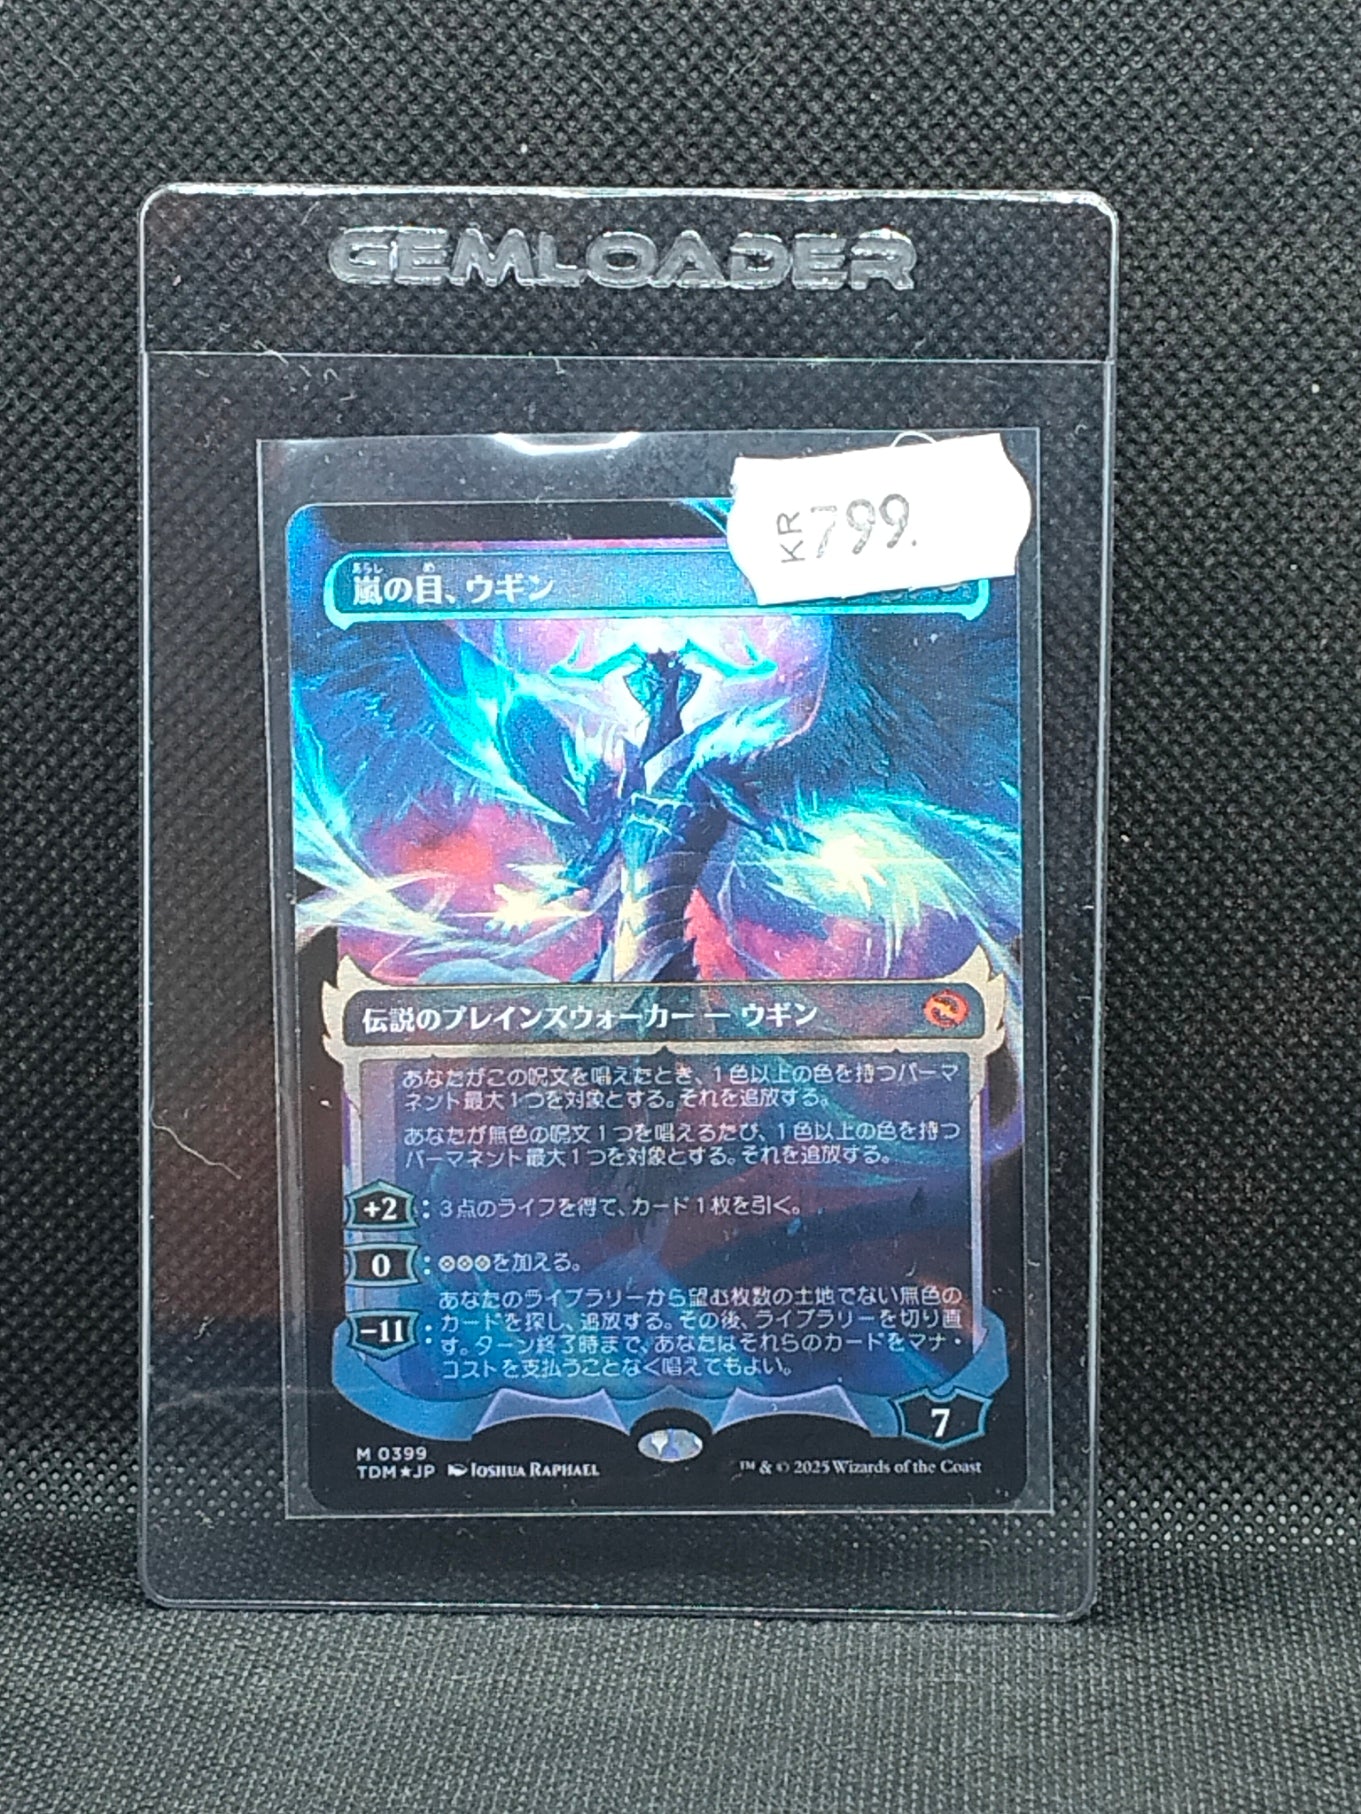 GEMLOADER
KR 799.
あらし め
嵐の目、ウギン
伝説のプレインズウォーカー ― ウギン
あなたがこの呪文を唱えたとき、1色以上の色を持つパーマ
ネント最大1つを対象とする。それを追放する。
あなたが無色の呪文1つを唱えるたび、1色以上の色を持つ
パーマネント最大1つを対象とする。それを追放する。
+2 : 3点のライフを得て、カード1枚を引く。
0 : を加える。
あなたのライブラリーから望む枚数の土地でない無色の
カードを探し、追放する。その後、ライブラリーを切り直
-11 : す。ターン終了時まで、あなたはそれらのカードをマナ・
コストを支払うことなく唱えてもよい。
7
M 0399
TDM★JP JOSHUA RAPHAEL ™ & © 2025 Wizards of the Coast